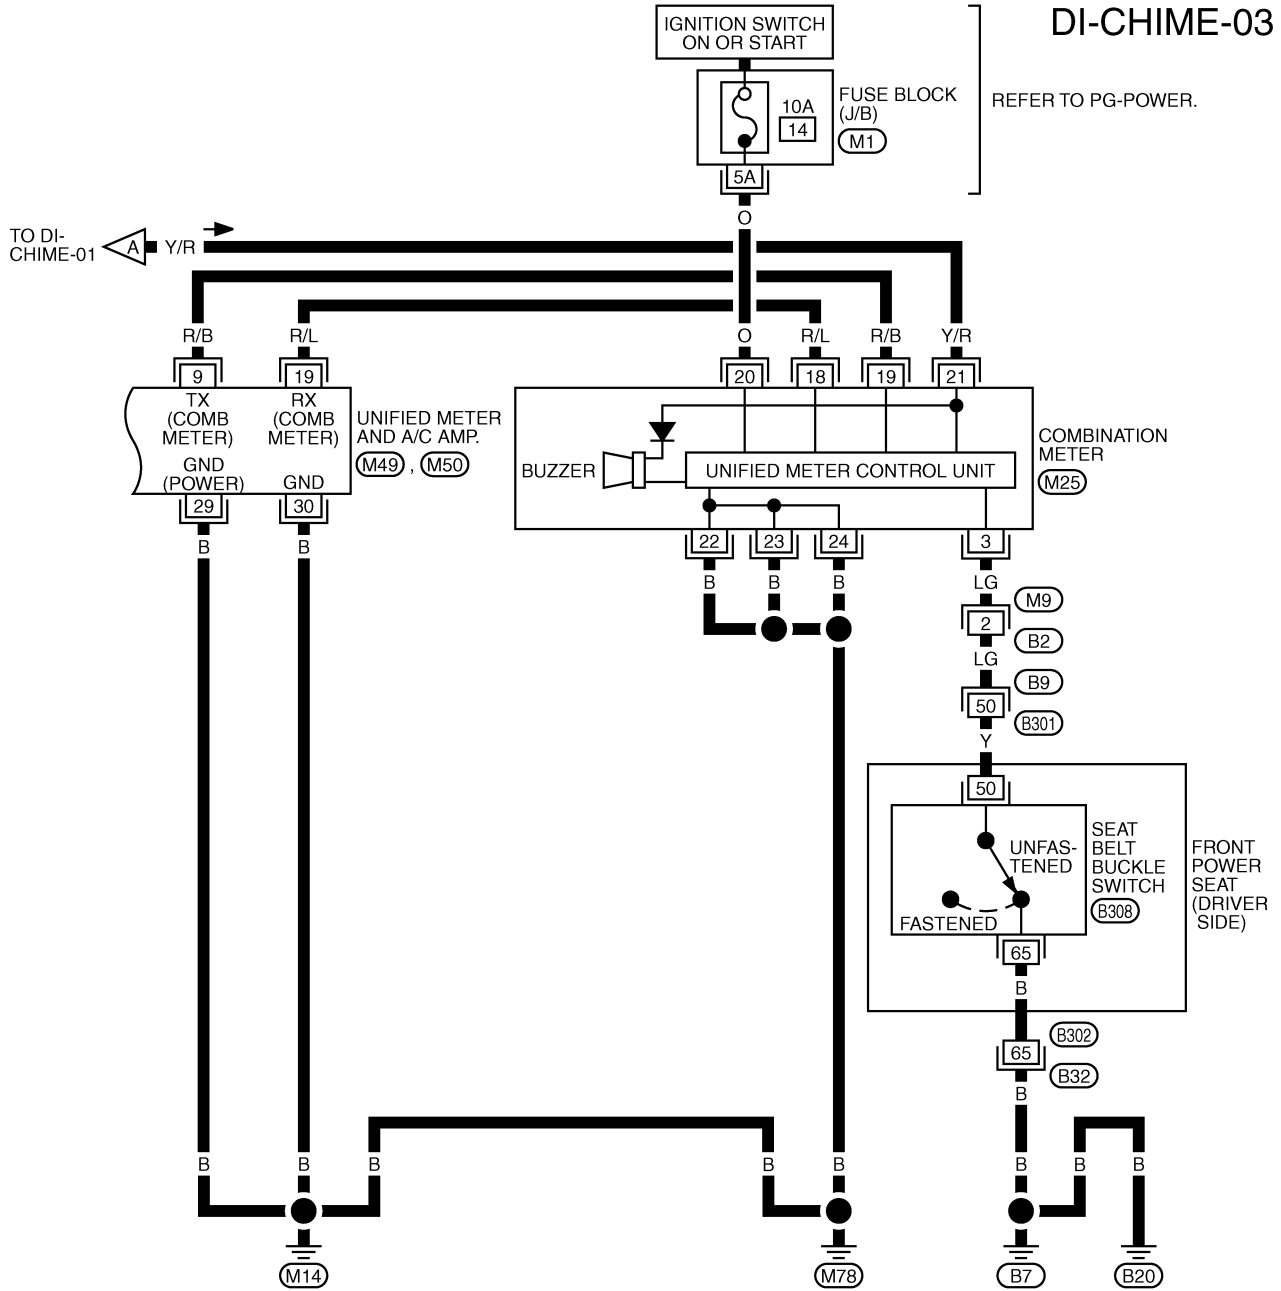 DI-CHIME-03
IGNITION SWITCH
ON OR START
FUSE BLOCK
(J/B)
10A
14
M1
REFER TO PG-POWER.
5A
O
TO DI-
CHIME-01
A
Y/R
R/B
R/L
O
R/L
R/B
Y/R
9
19
20
18
19
21
TX
(COMB
METER)
RX
(COMB
METER)
GND
(POWER)
GND
UNIFIED METER
AND A/C AMP.
M49 , M50
BUZZER
UNIFIED METER CONTROL UNIT
COMBINATION
METER
M25
29
30
22
23
24
3
B
B
B
B
B
LG
M9
2
B2
LG
B9
50
B301
Y
50
UNFAS-
TENED
FASTENED
SEAT
BELT
BUCKLE
SWITCH
B308
FRONT
POWER
SEAT
(DRIVER
SIDE)
65
B
B302
65
B32
B
B
B
B
B
B
B
B
B
M14
M78
B7
B20